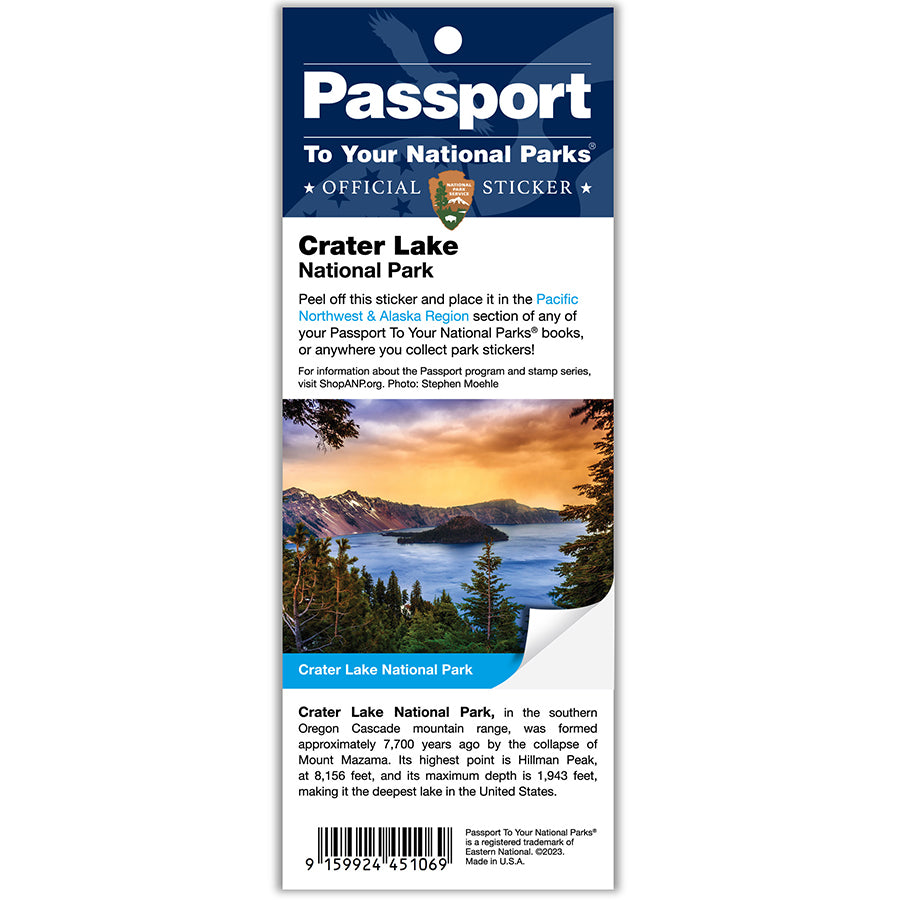 Passport
To Your National Parks®
★ OFFICIAL NATIONAL PARK SERVICE STICKER ★
Crater Lake
National Park
Peel off this sticker and place it in the Pacific
Northwest & Alaska Region section of any of
your Passport To Your National Parks® books,
or anywhere you collect park stickers!
For information about the Passport program and stamp series,
visit ShopANP.org. Photo: Stephen Moehle
Crater Lake National Park
Crater Lake National Park, in the southern
Oregon Cascade mountain range, was formed
approximately 7,700 years ago by the collapse of
Mount Mazama. Its highest point is Hillman Peak,
at 8,156 feet, and its maximum depth is 1,943 feet,
making it the deepest lake in the United States.
9 159924 451069
Passport To Your National Parks®
is a registered trademark of
Eastern National. ©2023.
Made in U.S.A.